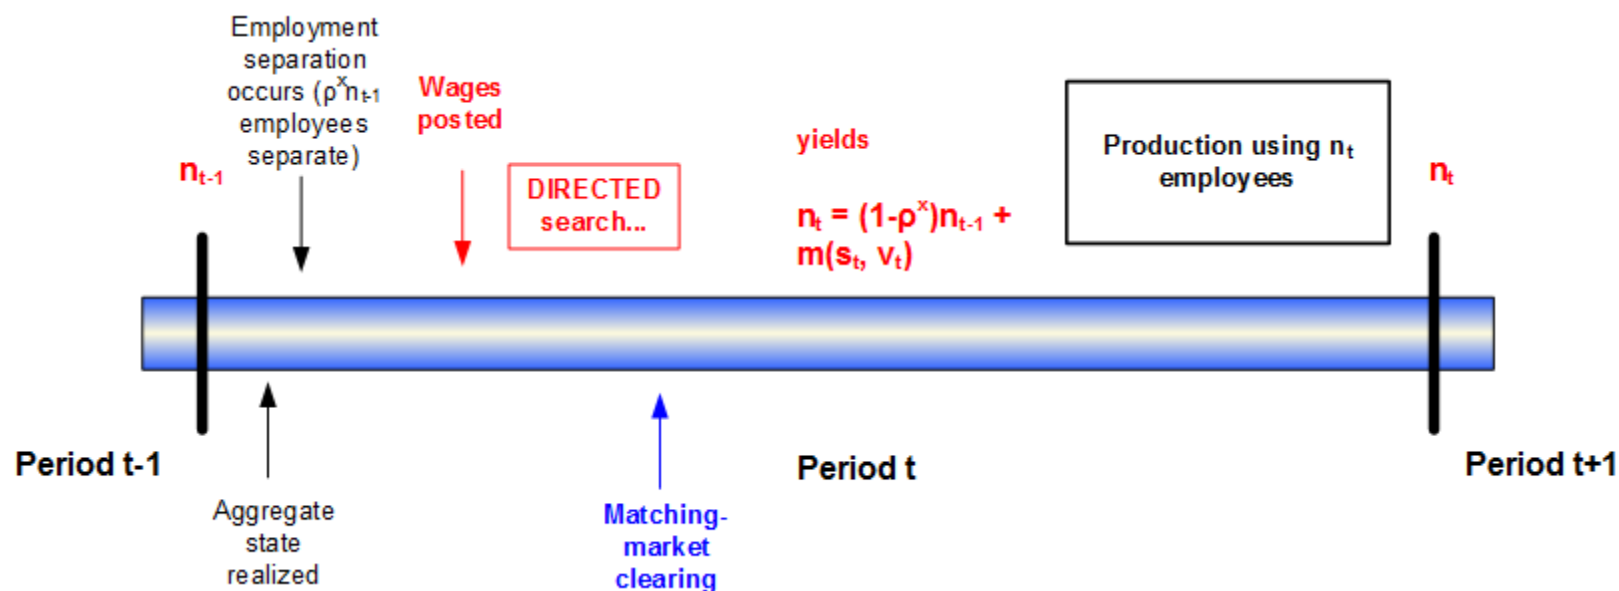 Employment
separation
occurs (ρˣnₜ₋₁
employees
separate)
Wages
posted
nₜ₋₁
DIRECTED
search...
yields
nₜ = (1-ρˣ)nₜ₋₁ +
m(sₜ, vₜ)
Production using nₜ
employees
nₜ
Period t-1
Period t
Period t+1
Aggregate
state
realized
Matching-
market
clearing